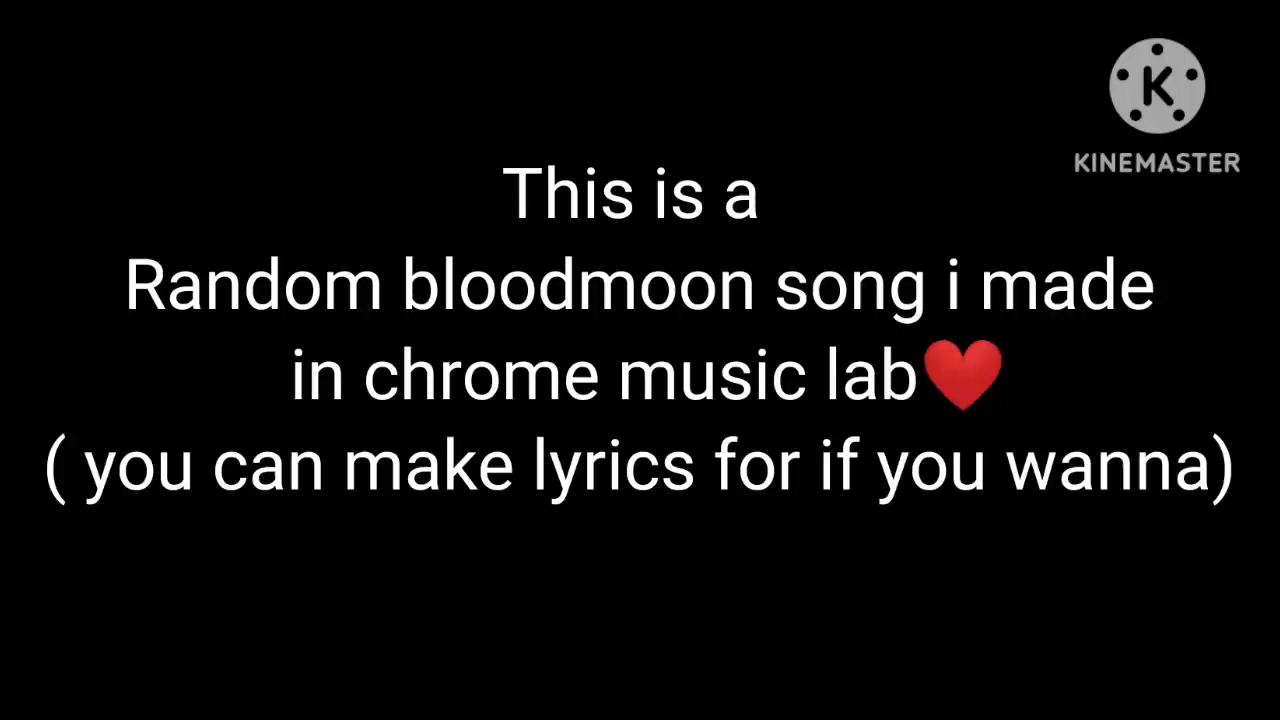 K
KINEMASTER
This is a
Random bloodmoon song i made
in chrome music lab❤️
( you can make lyrics for if you wanna)